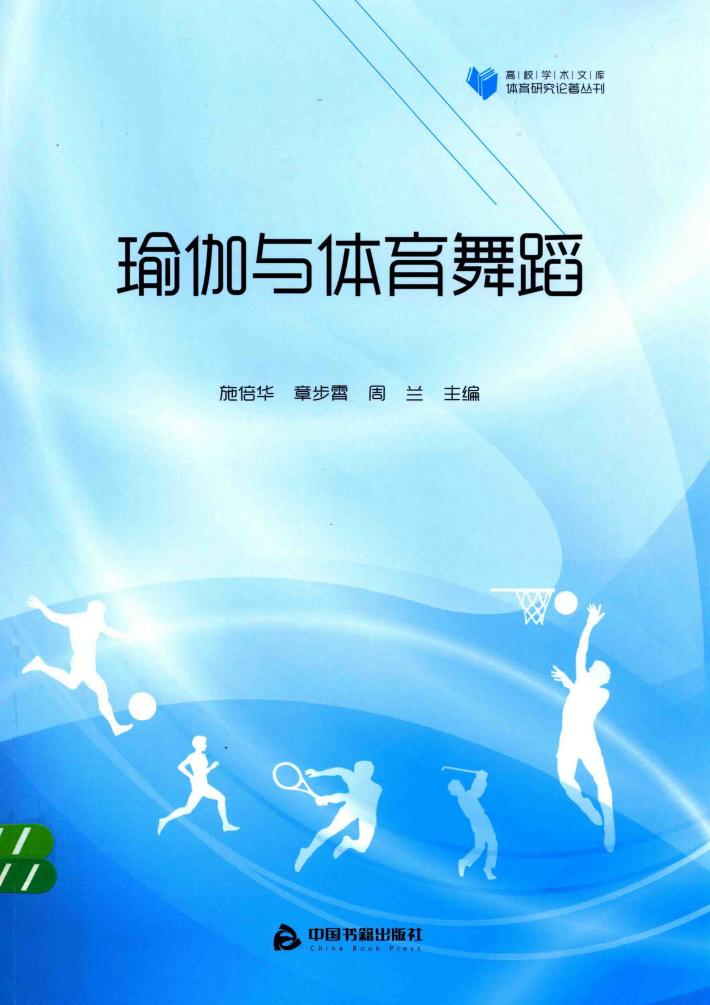 高|校|学|术|文|库
体育研究论著丛刊
瑜伽与体育舞蹈
施倍华 章步霄 周 兰 主编
中国书籍出版社
China Book Press